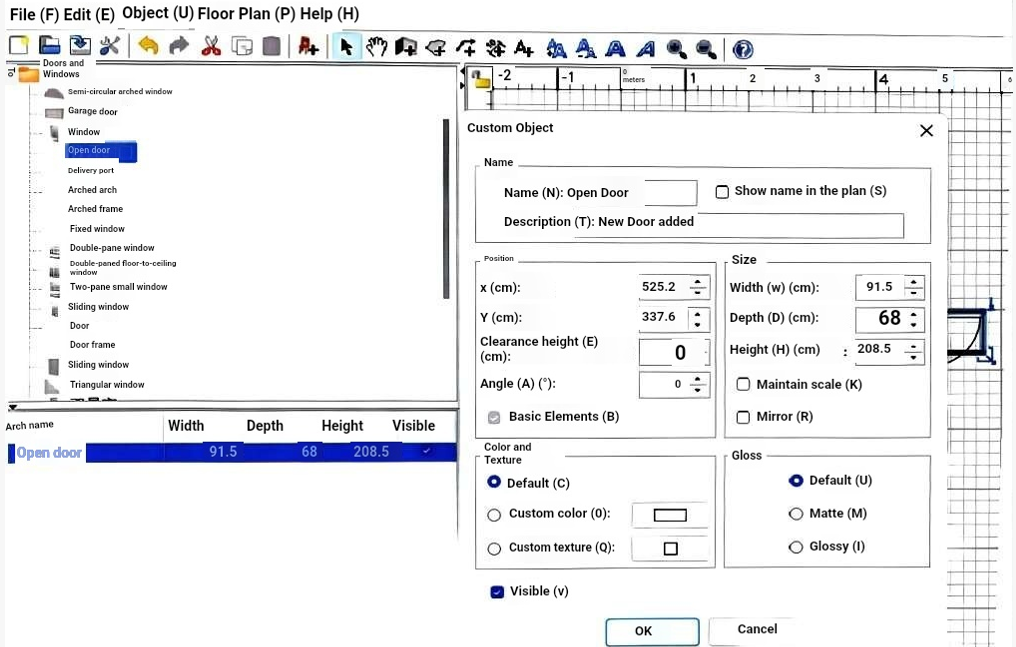 File (F) Edit (E) Object (U) Floor Plan (P) Help (H)
Doors and
Windows
Semi-circular arched window
Garage door
Window
Open door
Delivery port
Arched arch
Arched frame
Fixed window
Double-pane window
Double-paned floor-to-ceiling
window
Two-pane small window
Sliding window
Door
Door frame
Sliding window
Triangular window
Arch name Width Depth Height Visible
Open door 91.5 68 208.5
-2 -1 0 meters 1 2 3 4 5 6
Custom Object
Name
Name (N): Open Door
Show name in the plan (S)
Description (T): New Door added
Position
x (cm): 525.2
Y (cm): 337.6
Clearance height (E)
(cm): 0
Angle (A) (°): 0
Basic Elements (B)
Size
Width (w) (cm): 91.5
Depth (D) (cm): 68
Height (H) (cm) : 208.5
Maintain scale (K)
Mirror (R)
Color and
Texture
Default (C)
Custom color (0):
Custom texture (Q):
Gloss
Default (U)
Matte (M)
Glossy (I)
Visible (v)
OK Cancel